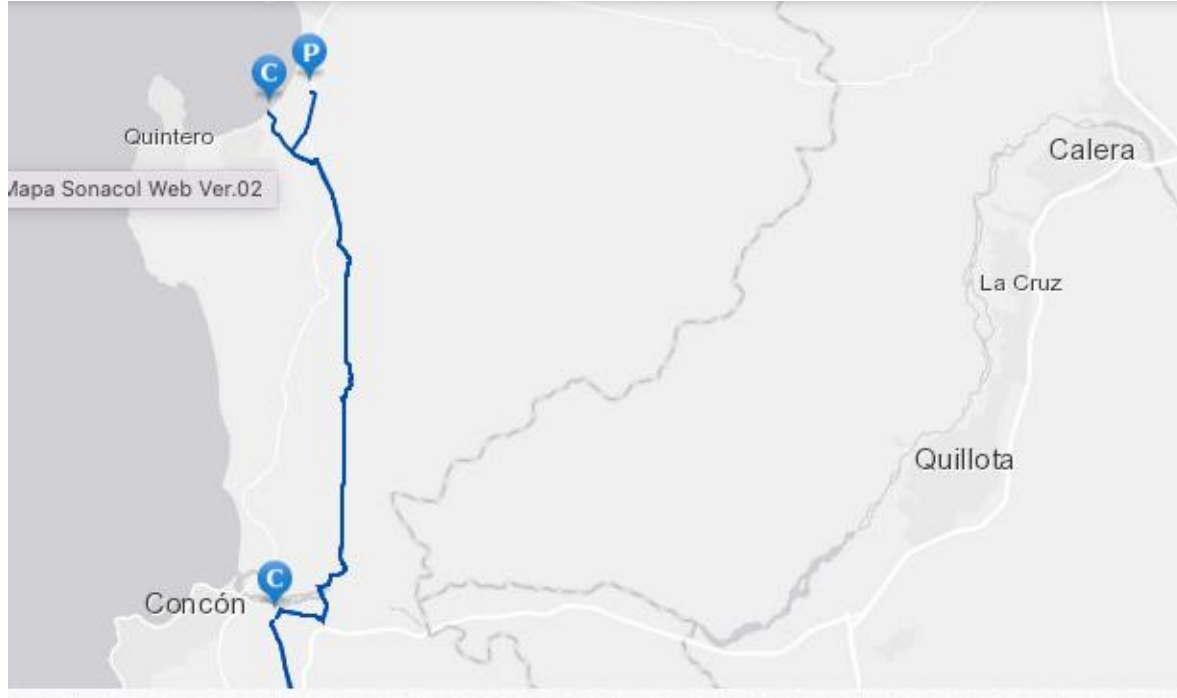 C
P
Quintero
Calera
Mapa Sonacol Web Ver.02
La Cruz
Quillota
C
Concón